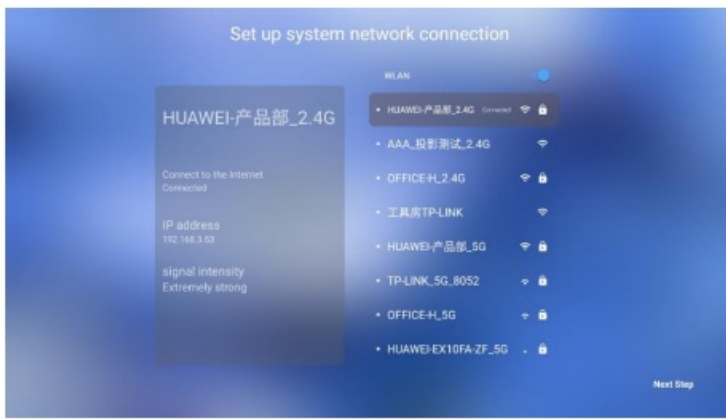 Set up system network connection
HUAWEI-产品部_2.4G
Connect to the Internet
Connected
IP address
192.168.3.53
signal intensity
Extremely strong
WLAN
HUAWEI-产品部_2.4G Connected
AAA_投影测试_2.4G
OFFICE-H_2.4G
工具房TP-LINK
HUAWEI-产品部_5G
TP-LINK_5G_8052
OFFICE-H_5G
HUAWEI-EX10FA-ZF_5G
Next Step